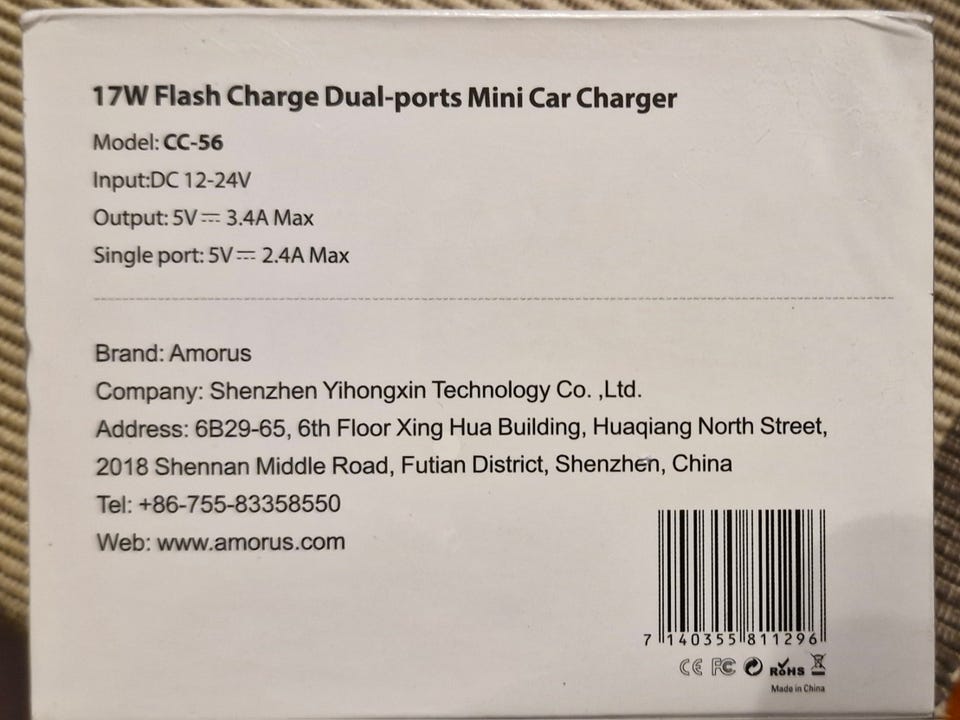 17W Flash Charge Dual-ports Mini Car Charger
Model: CC-56
Input:DC 12-24V
Output: 5V⎓ 3.4A Max
Single port: 5V⎓ 2.4A Max
Brand: Amorus
Company: Shenzhen Yihongxin Technology Co. ,Ltd.
Address: 6B29-65, 6th Floor Xing Hua Building, Huaqiang North Street,
2018 Shennan Middle Road, Futian District, Shenzhen, China
Tel: +86-755-83358550
Web: www.amorus.com
7 140355 811296
CE FC RoHS
Made in China